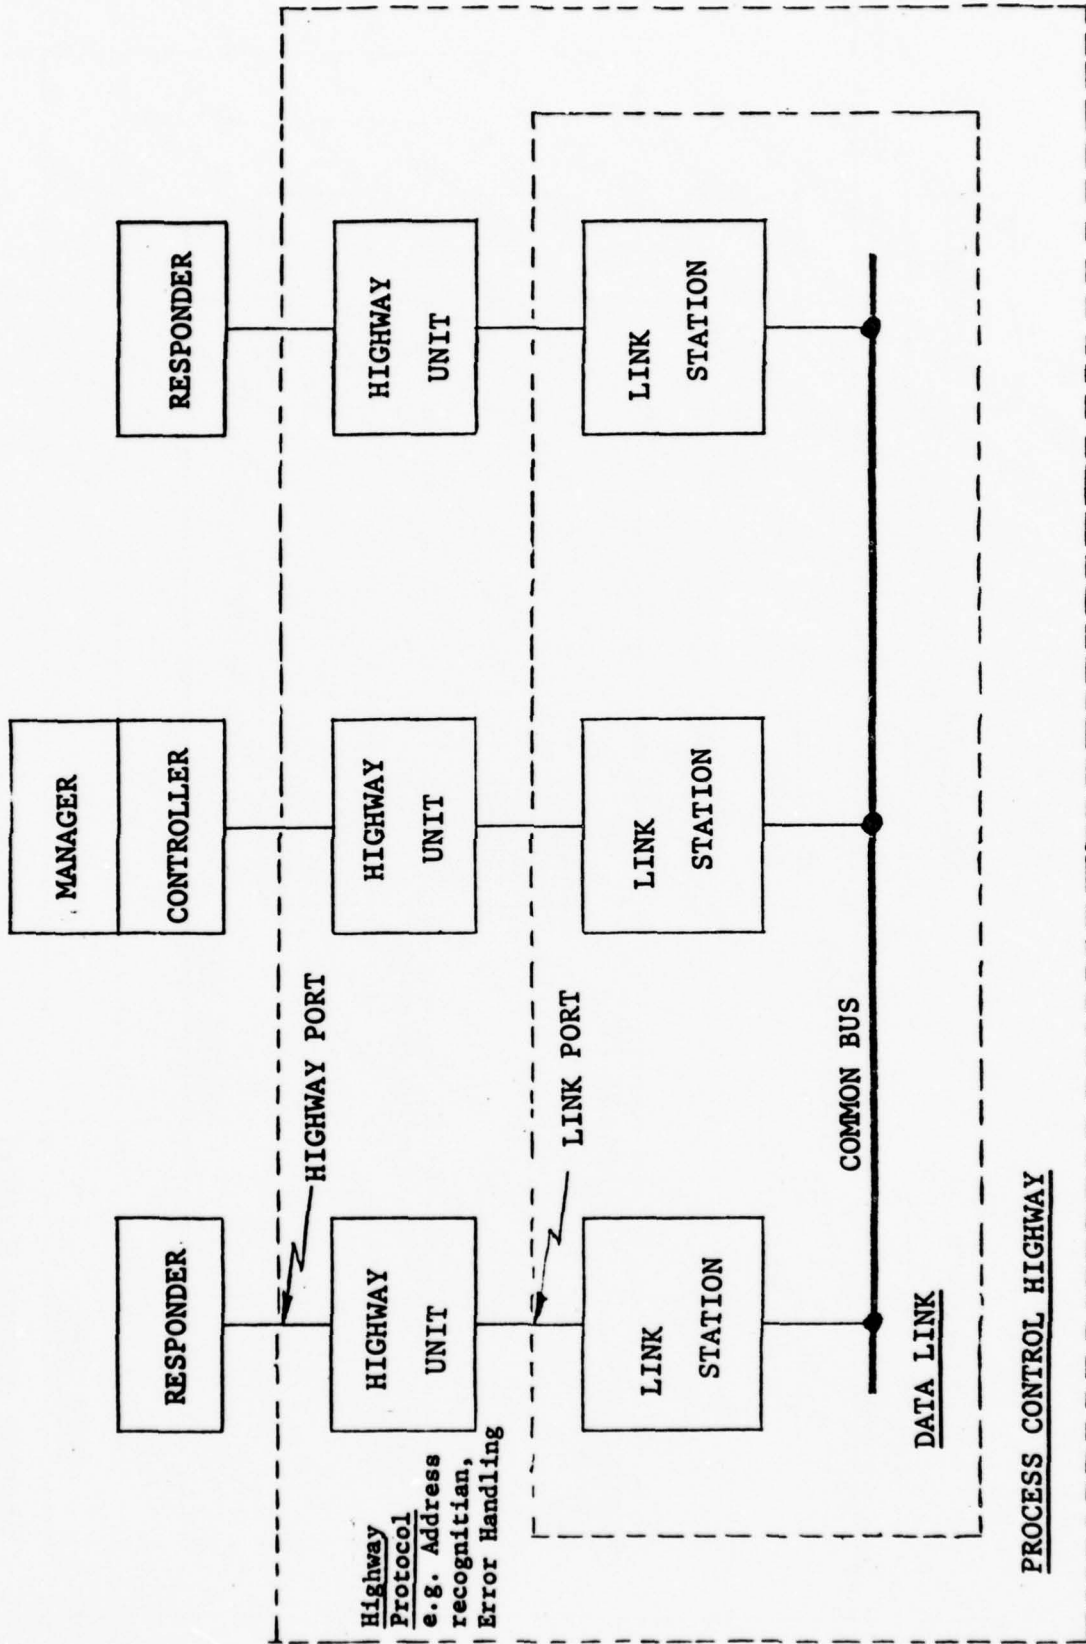 MANAGER
RESPONDER
CONTROLLER
RESPONDER
HIGHWAY PORT
Highway
Protocol
e.g. Address
recognitian,
Error Handling
HIGHWAY
UNIT
HIGHWAY
UNIT
HIGHWAY
UNIT
LINK PORT
LINK
STATION
LINK
STATION
LINK
STATION
COMMON BUS
DATA LINK
PROCESS CONTROL HIGHWAY